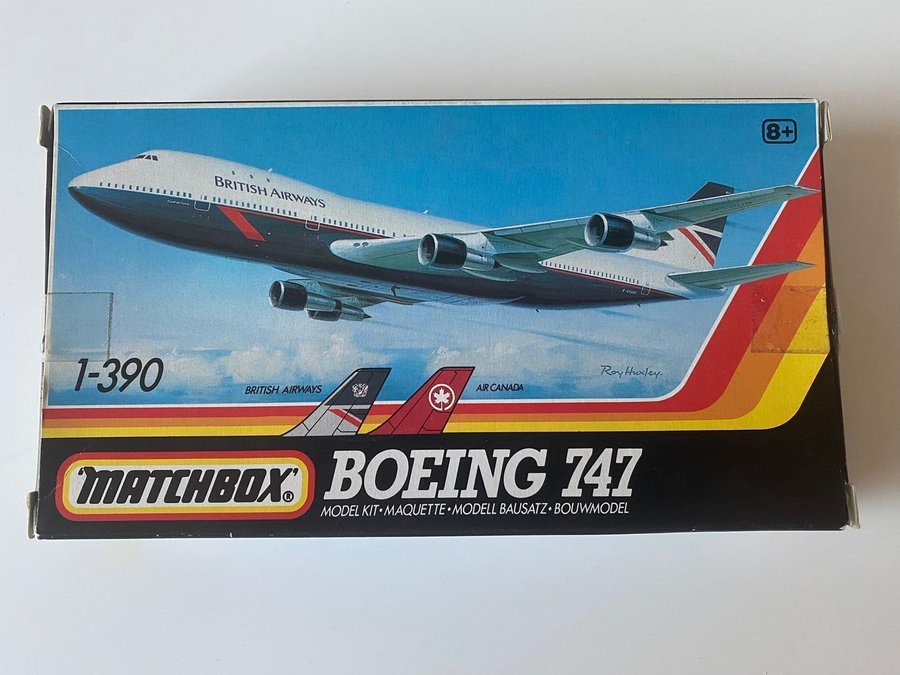 8+
BRITISH AIRWAYS
1-390
Roy Huxley.
BRITISH AIRWAYS
AIR CANADA
'MATCHBOX'®
BOEING 747
MODEL KIT • MAQUETTE • MODELL BAUSATZ • BOUWMODEL